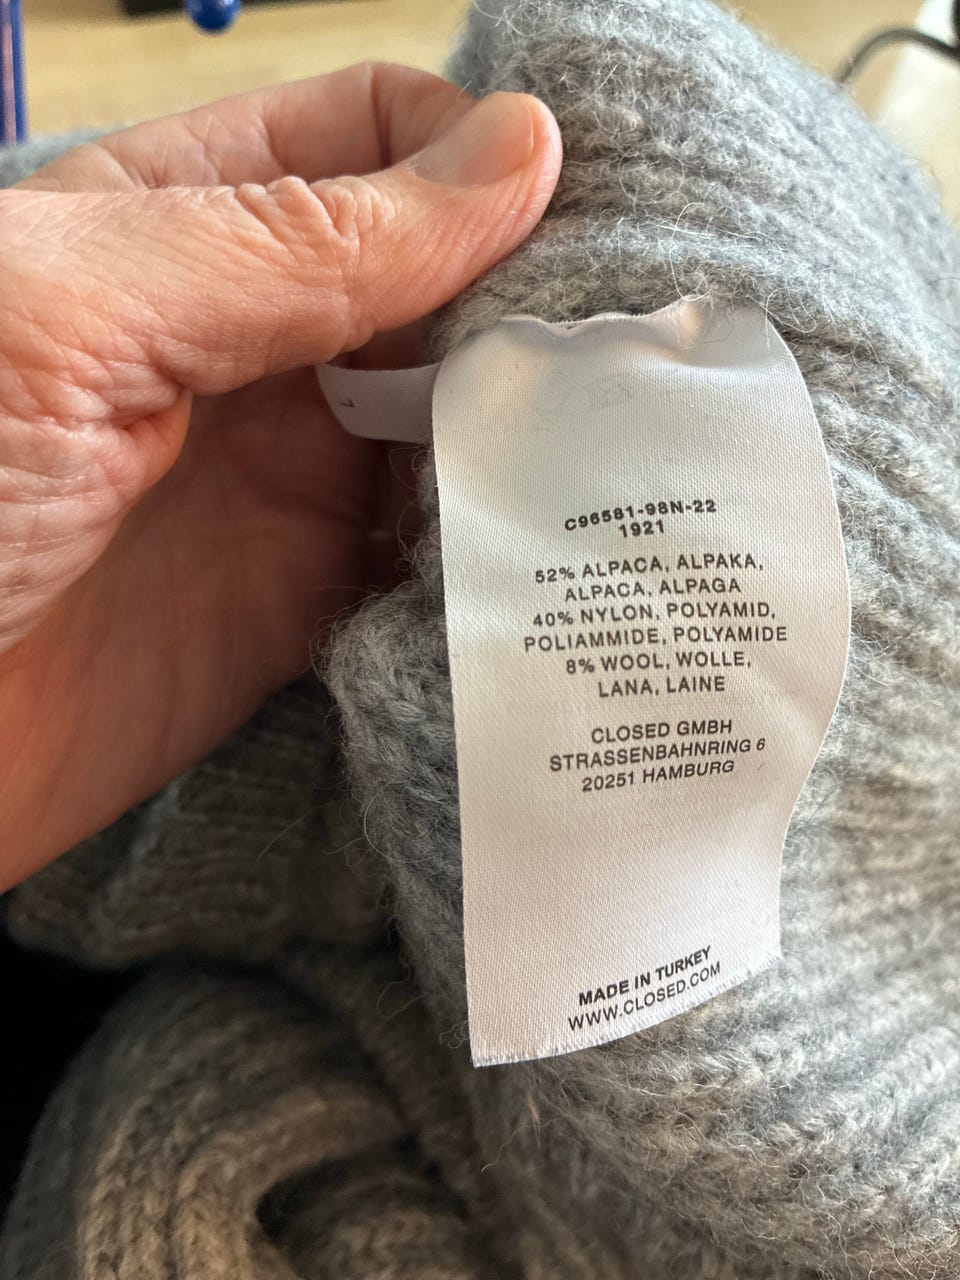 C96581-98N-22
1921
52% ALPACA, ALPAKA,
ALPACA, ALPAGA
40% NYLON, POLYAMID,
POLIAMMIDE, POLYAMIDE
8% WOOL, WOLLE,
LANA, LAINE
CLOSED GMBH
STRASSENBAHNRING 6
20251 HAMBURG
MADE IN TURKEY
WWW.CLOSED.COM